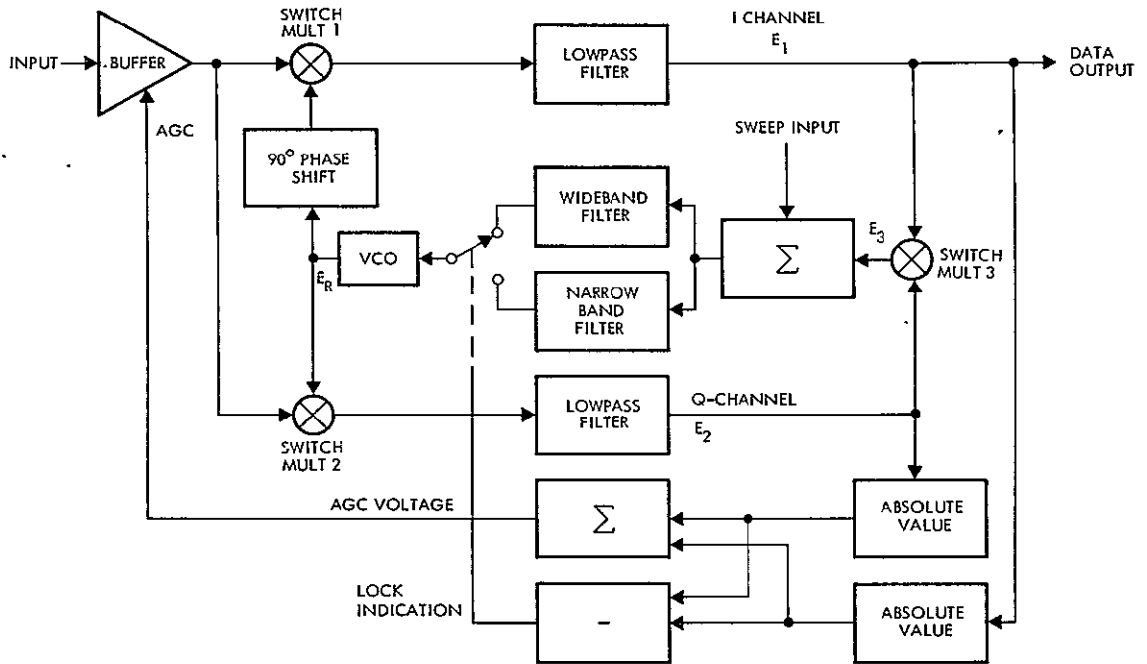 SWITCH
MULT 1
I CHANNEL
E1
INPUT
.BUFFER
LOWPASS
FILTER
DATA
OUTPUT
AGC
SWEEP INPUT
90° PHASE
SHIFT
WIDEBAND
FILTER
E3
Σ
SWITCH
MULT 3
VCO
ER
NARROW
BAND
FILTER
LOWPASS
FILTER
Q-CHANNEL
E2
SWITCH
MULT 2
AGC VOLTAGE
Σ
ABSOLUTE
VALUE
LOCK
INDICATION
-
ABSOLUTE
VALUE